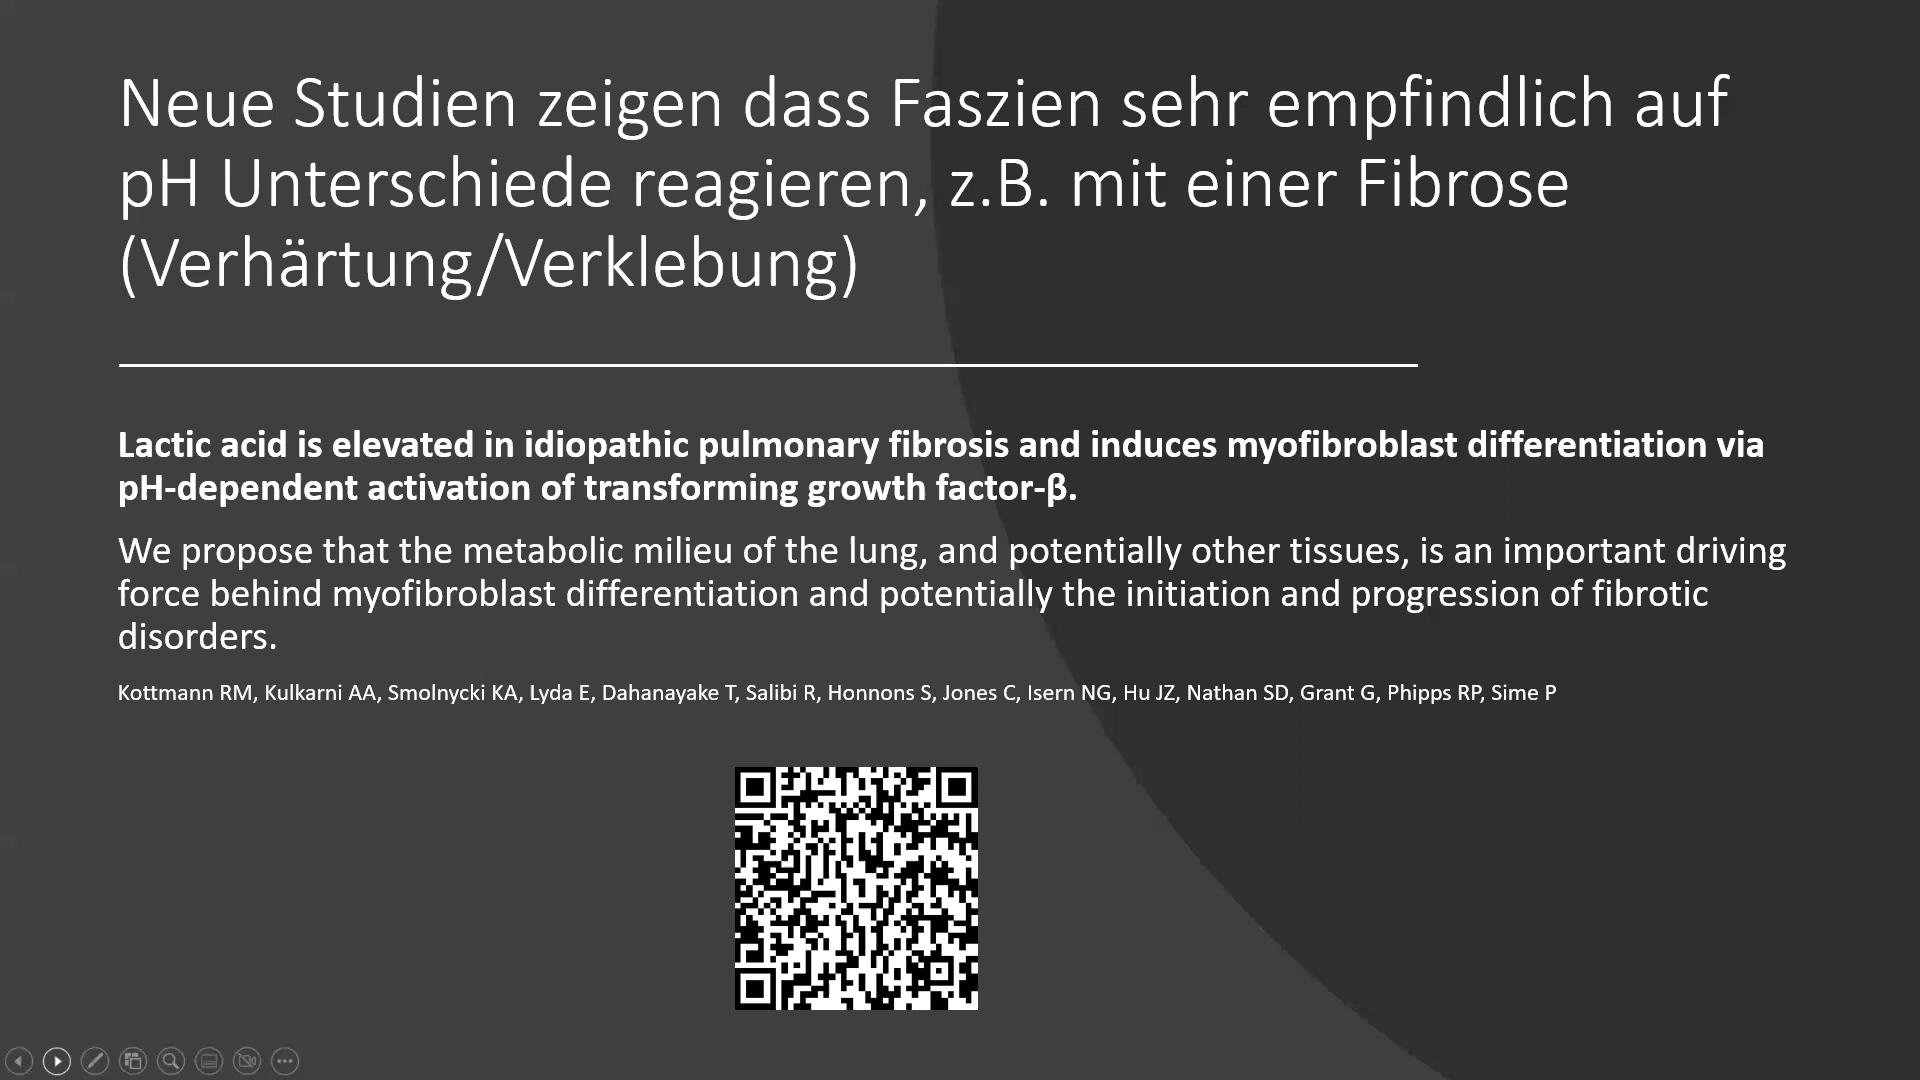 Neue Studien zeigen dass Faszien sehr empfindlich auf
pH Unterschiede reagieren, z.B. mit einer Fibrose
(Verhärtung/Verklebung)
Lactic acid is elevated in idiopathic pulmonary fibrosis and induces myofibroblast differentiation via
pH-dependent activation of transforming growth factor-β.
We propose that the metabolic milieu of the lung, and potentially other tissues, is an important driving
force behind myofibroblast differentiation and potentially the initiation and progression of fibrotic
disorders.
Kottmann RM, Kulkarni AA, Smolnycki KA, Lyda E, Dahanayake T, Salibi R, Honnons S, Jones C, Isern NG, Hu JZ, Nathan SD, Grant G, Phipps RP, Sime P